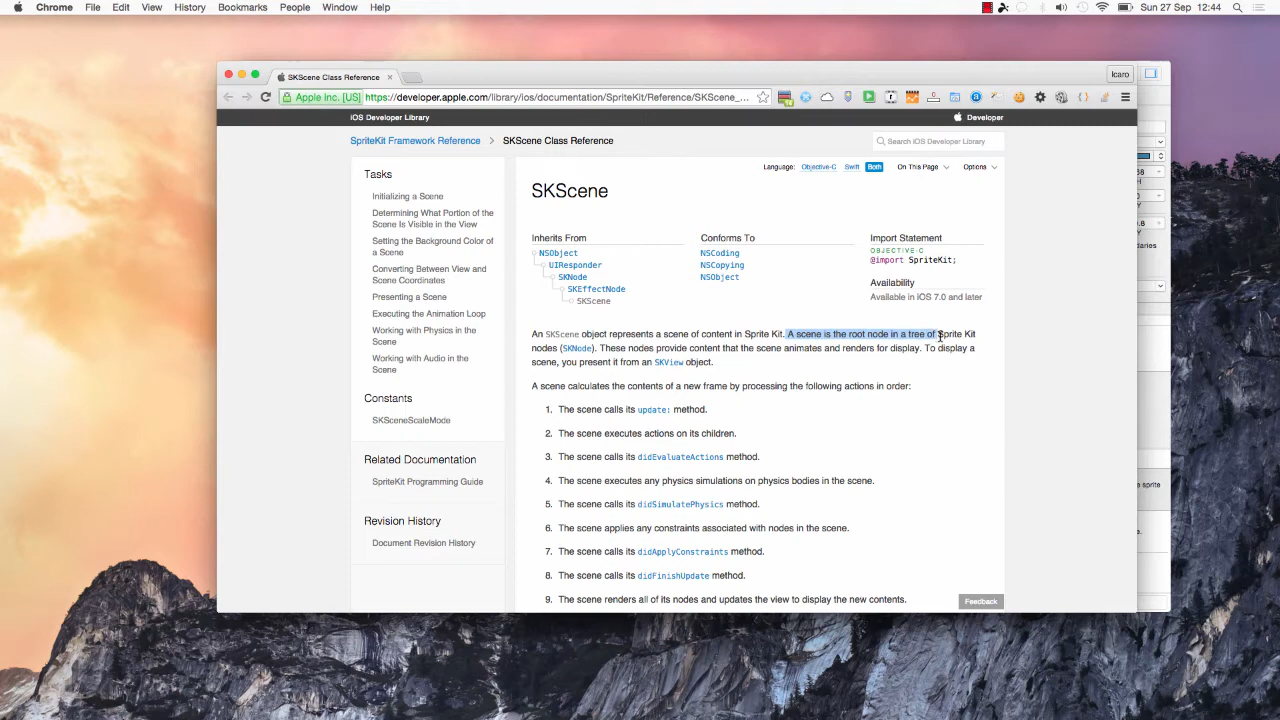 Chrome File Edit View History Bookmarks People Window Help Sun 27 Sep 12:44
SKScene Class Reference
Icaro
Apple Inc. [US] https://developer.apple.com/library/ios/documentation/SpriteKit/Reference/SKScene_...
iOS Developer Library Developer
SpriteKit Framework Reference SKScene Class Reference Search iOS Developer Library
Language: Objective-C Swift Both On This Page Options
Tasks
Initializing a Scene
Determining What Portion of the
Scene Is Visible in the View
Setting the Background Color of
a Scene
Converting Between View and
Scene Coordinates
Presenting a Scene
Executing the Animation Loop
Working with Physics in the
Scene
Working with Audio in the
Scene
Constants
SKSceneScaleMode
Related Documentation
SpriteKit Programming Guide
Revision History
Document Revision History
SKScene
Inherits From
NSObject
UIResponder
SKNode
SKEffectNode
SKScene
Conforms To
NSCoding
NSCopying
NSObject
Import Statement
OBJECTIVE-C
@import SpriteKit;
Availability
Available in iOS 7.0 and later
An SKScene object represents a scene of content in Sprite Kit. A scene is the root node in a tree of Sprite Kit
nodes (SKNode). These nodes provide content that the scene animates and renders for display. To display a
scene, you present it from an SKView object.
A scene calculates the contents of a new frame by processing the following actions in order:
1. The scene calls its update: method.
2. The scene executes actions on its children.
3. The scene calls its didEvaluateActions method.
4. The scene executes any physics simulations on physics bodies in the scene.
5. The scene calls its didSimulatePhysics method.
6. The scene applies any constraints associated with nodes in the scene.
7. The scene calls its didApplyConstraints method.
8. The scene calls its didFinishUpdate method.
9. The scene renders all of its nodes and updates the view to display the new contents.
Feedback